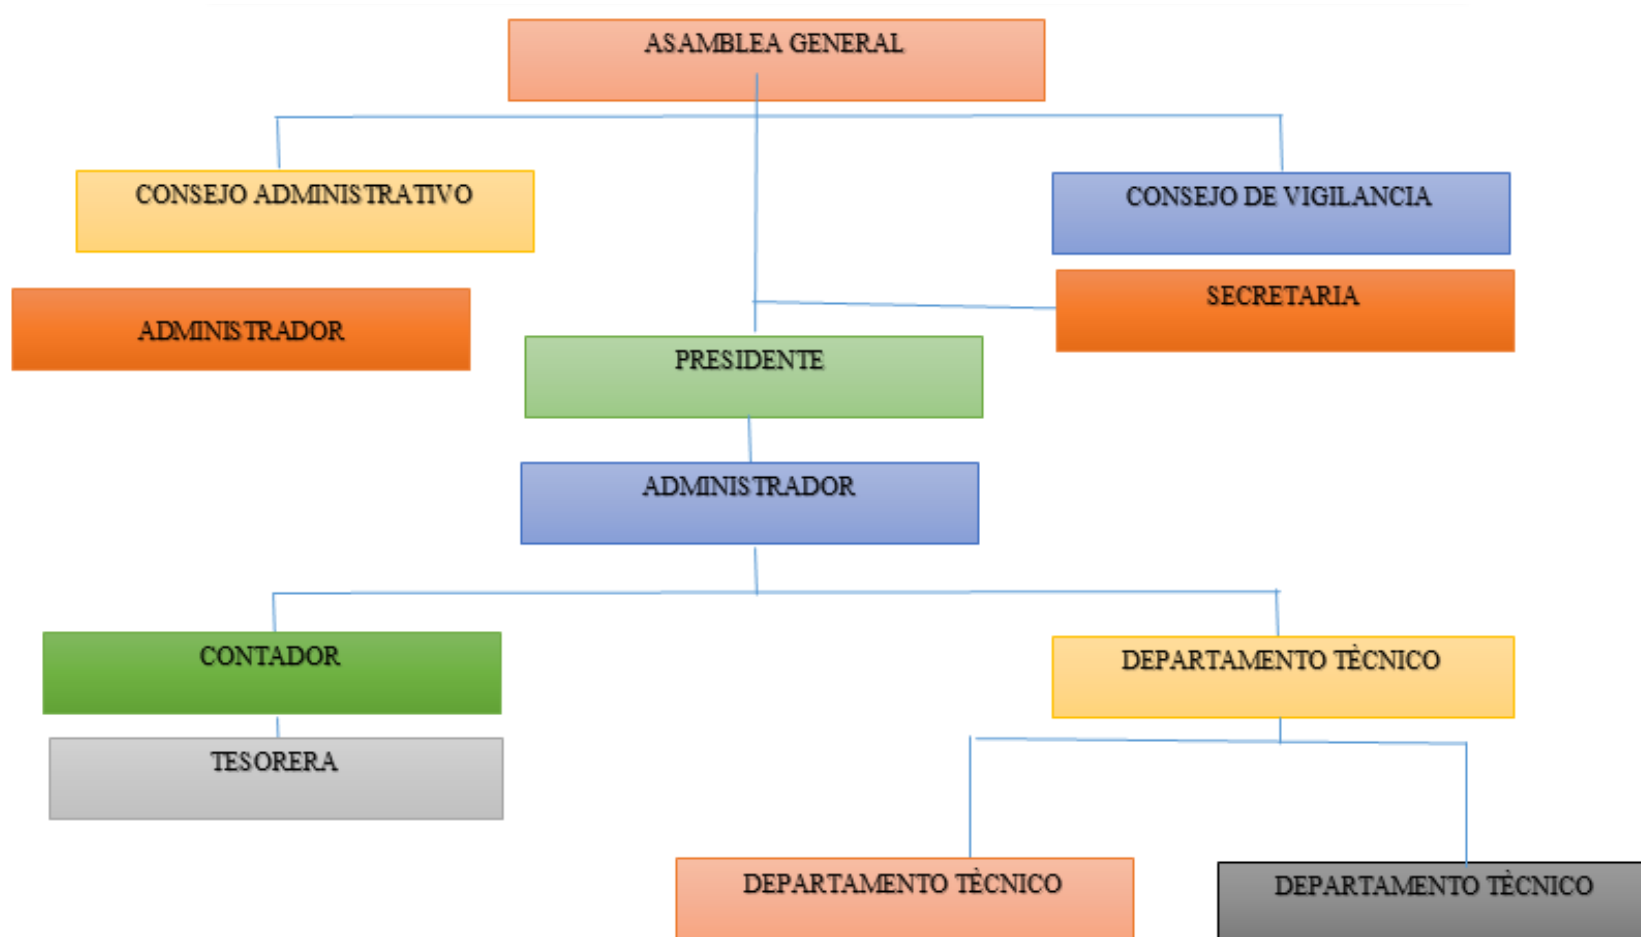 ASAMBLEA GENERAL
CONSEJO ADMINISTRATIVO
CONSEJO DE VIGILANCIA
SECRETARIA
ADMINISTRADOR
PRESIDENTE
ADMINISTRADOR
CONTADOR
DEPARTAMENTO TÈCNICO
TESORERA
DEPARTAMENTO TÈCNICO
DEPARTAMENTO TÈCNICO